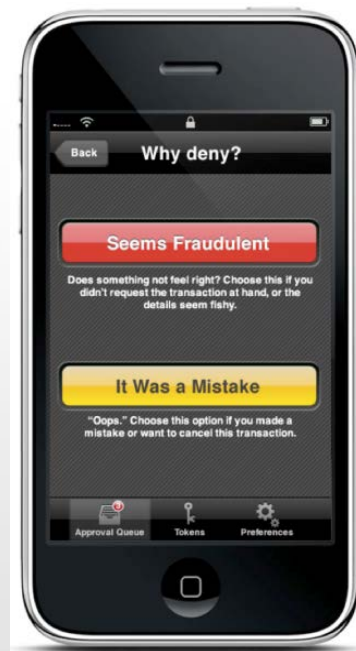 Back
Why deny?
Seems Fraudulent
Does something not feel right? Choose this if you
didn't request the transaction at hand, or the
details seem fishy.
It Was a Mistake
“Oops.” Choose this option if you made a
mistake or want to cancel this transaction.
Approval Queue Tokens Preferences